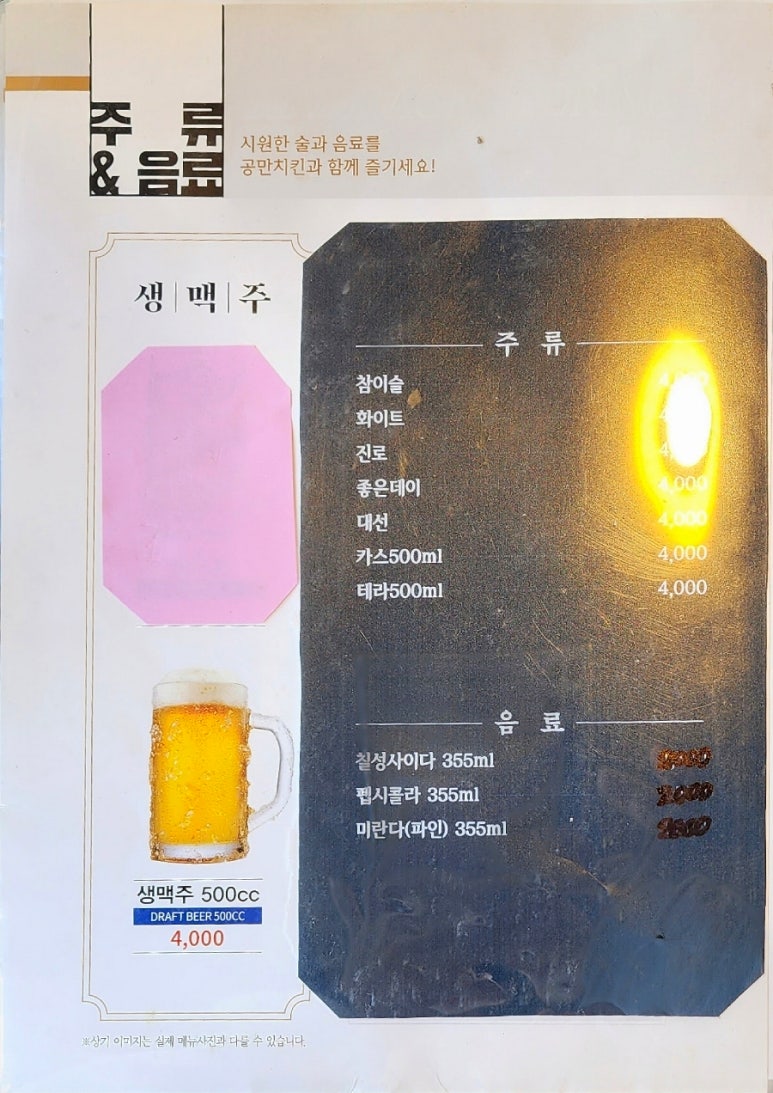 주 류
& 음료
시원한 술과 음료를
공만치킨과 함께 즐기세요!
생|맥|주
생맥주 500cc
DRAFT BEER 500CC
4,000
주 류
참이슬
화이트
진로
좋은데이 4,000
대선 4,000
카스500ml 4,000
테라500ml 4,000
음 료
칠성사이다 355ml
펩시콜라 355ml
미란다(파인) 355ml
※상기 이미지는 실제 메뉴사진과 다를 수 있습니다.